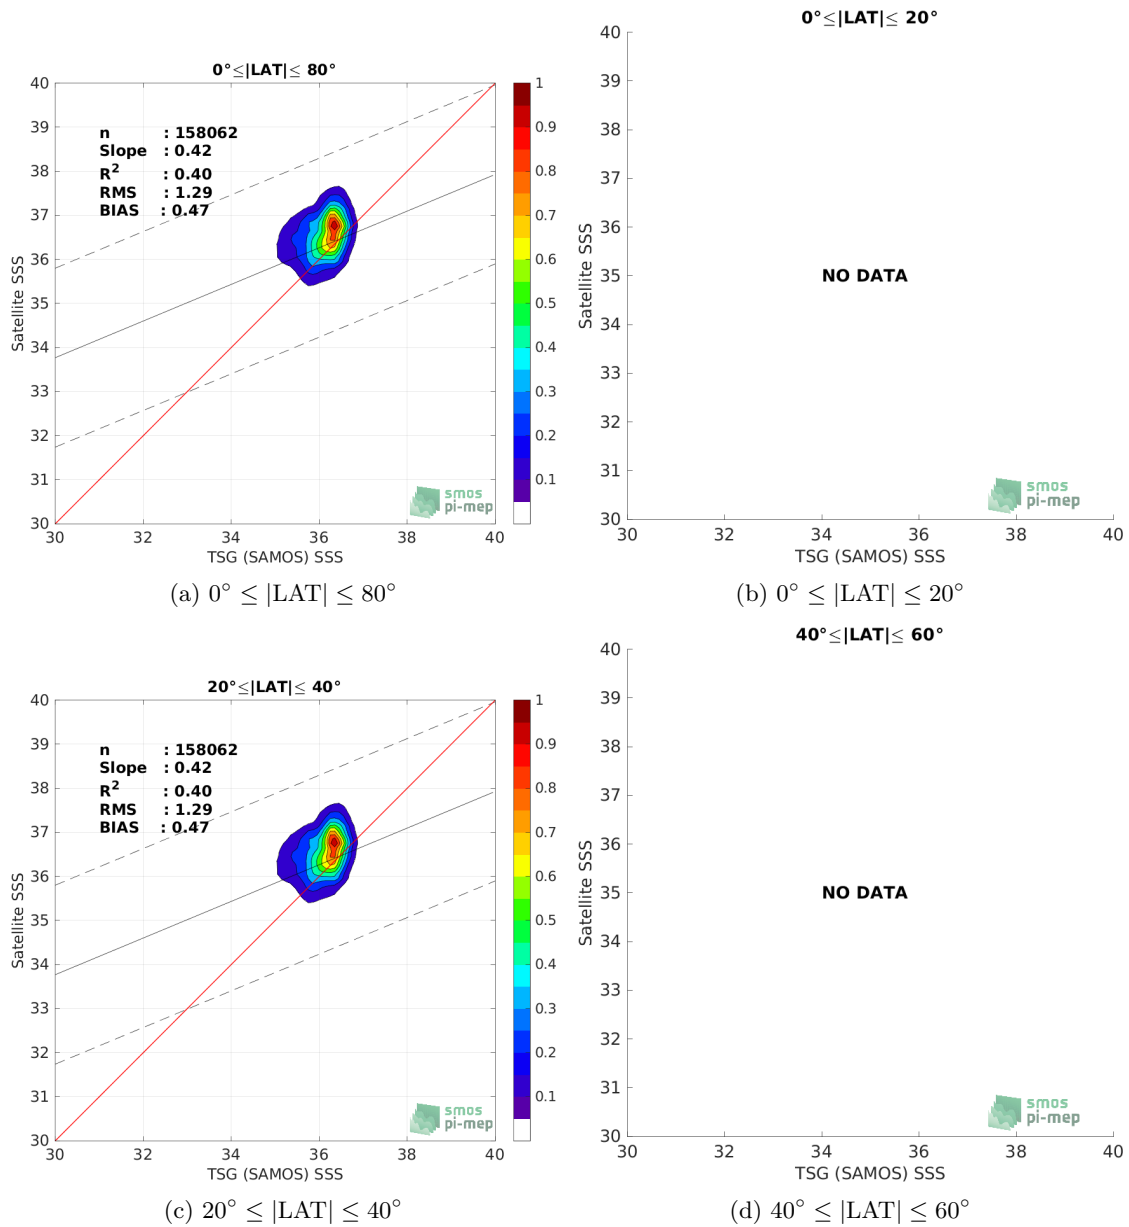 0°≤|LAT|≤ 80°
40
39
38
37
36
35
34
33
32
31
30
30
32
34
36
38
40
Satellite SSS
TSG (SAMOS) SSS
n : 158062
Slope : 0.42
R² : 0.40
RMS : 1.29
BIAS : 0.47
1
0.9
0.8
0.7
0.6
0.5
0.4
0.3
0.2
0.1
smos
pi-mep
(a) 0° ≤ |LAT| ≤ 80°
0°≤|LAT|≤ 20°
40
39
38
37
36
35
34
33
32
31
30
30
32
34
36
38
40
Satellite SSS
TSG (SAMOS) SSS
NO DATA
smos
pi-mep
(b) 0° ≤ |LAT| ≤ 20°
20°≤|LAT|≤ 40°
40
39
38
37
36
35
34
33
32
31
30
30
32
34
36
38
40
Satellite SSS
TSG (SAMOS) SSS
n : 158062
Slope : 0.42
R² : 0.40
RMS : 1.29
BIAS : 0.47
1
0.9
0.8
0.7
0.6
0.5
0.4
0.3
0.2
0.1
smos
pi-mep
(c) 20° ≤ |LAT| ≤ 40°
40°≤|LAT|≤ 60°
40
39
38
37
36
35
34
33
32
31
30
30
32
34
36
38
40
Satellite SSS
TSG (SAMOS) SSS
NO DATA
smos
pi-mep
(d) 40° ≤ |LAT| ≤ 60°